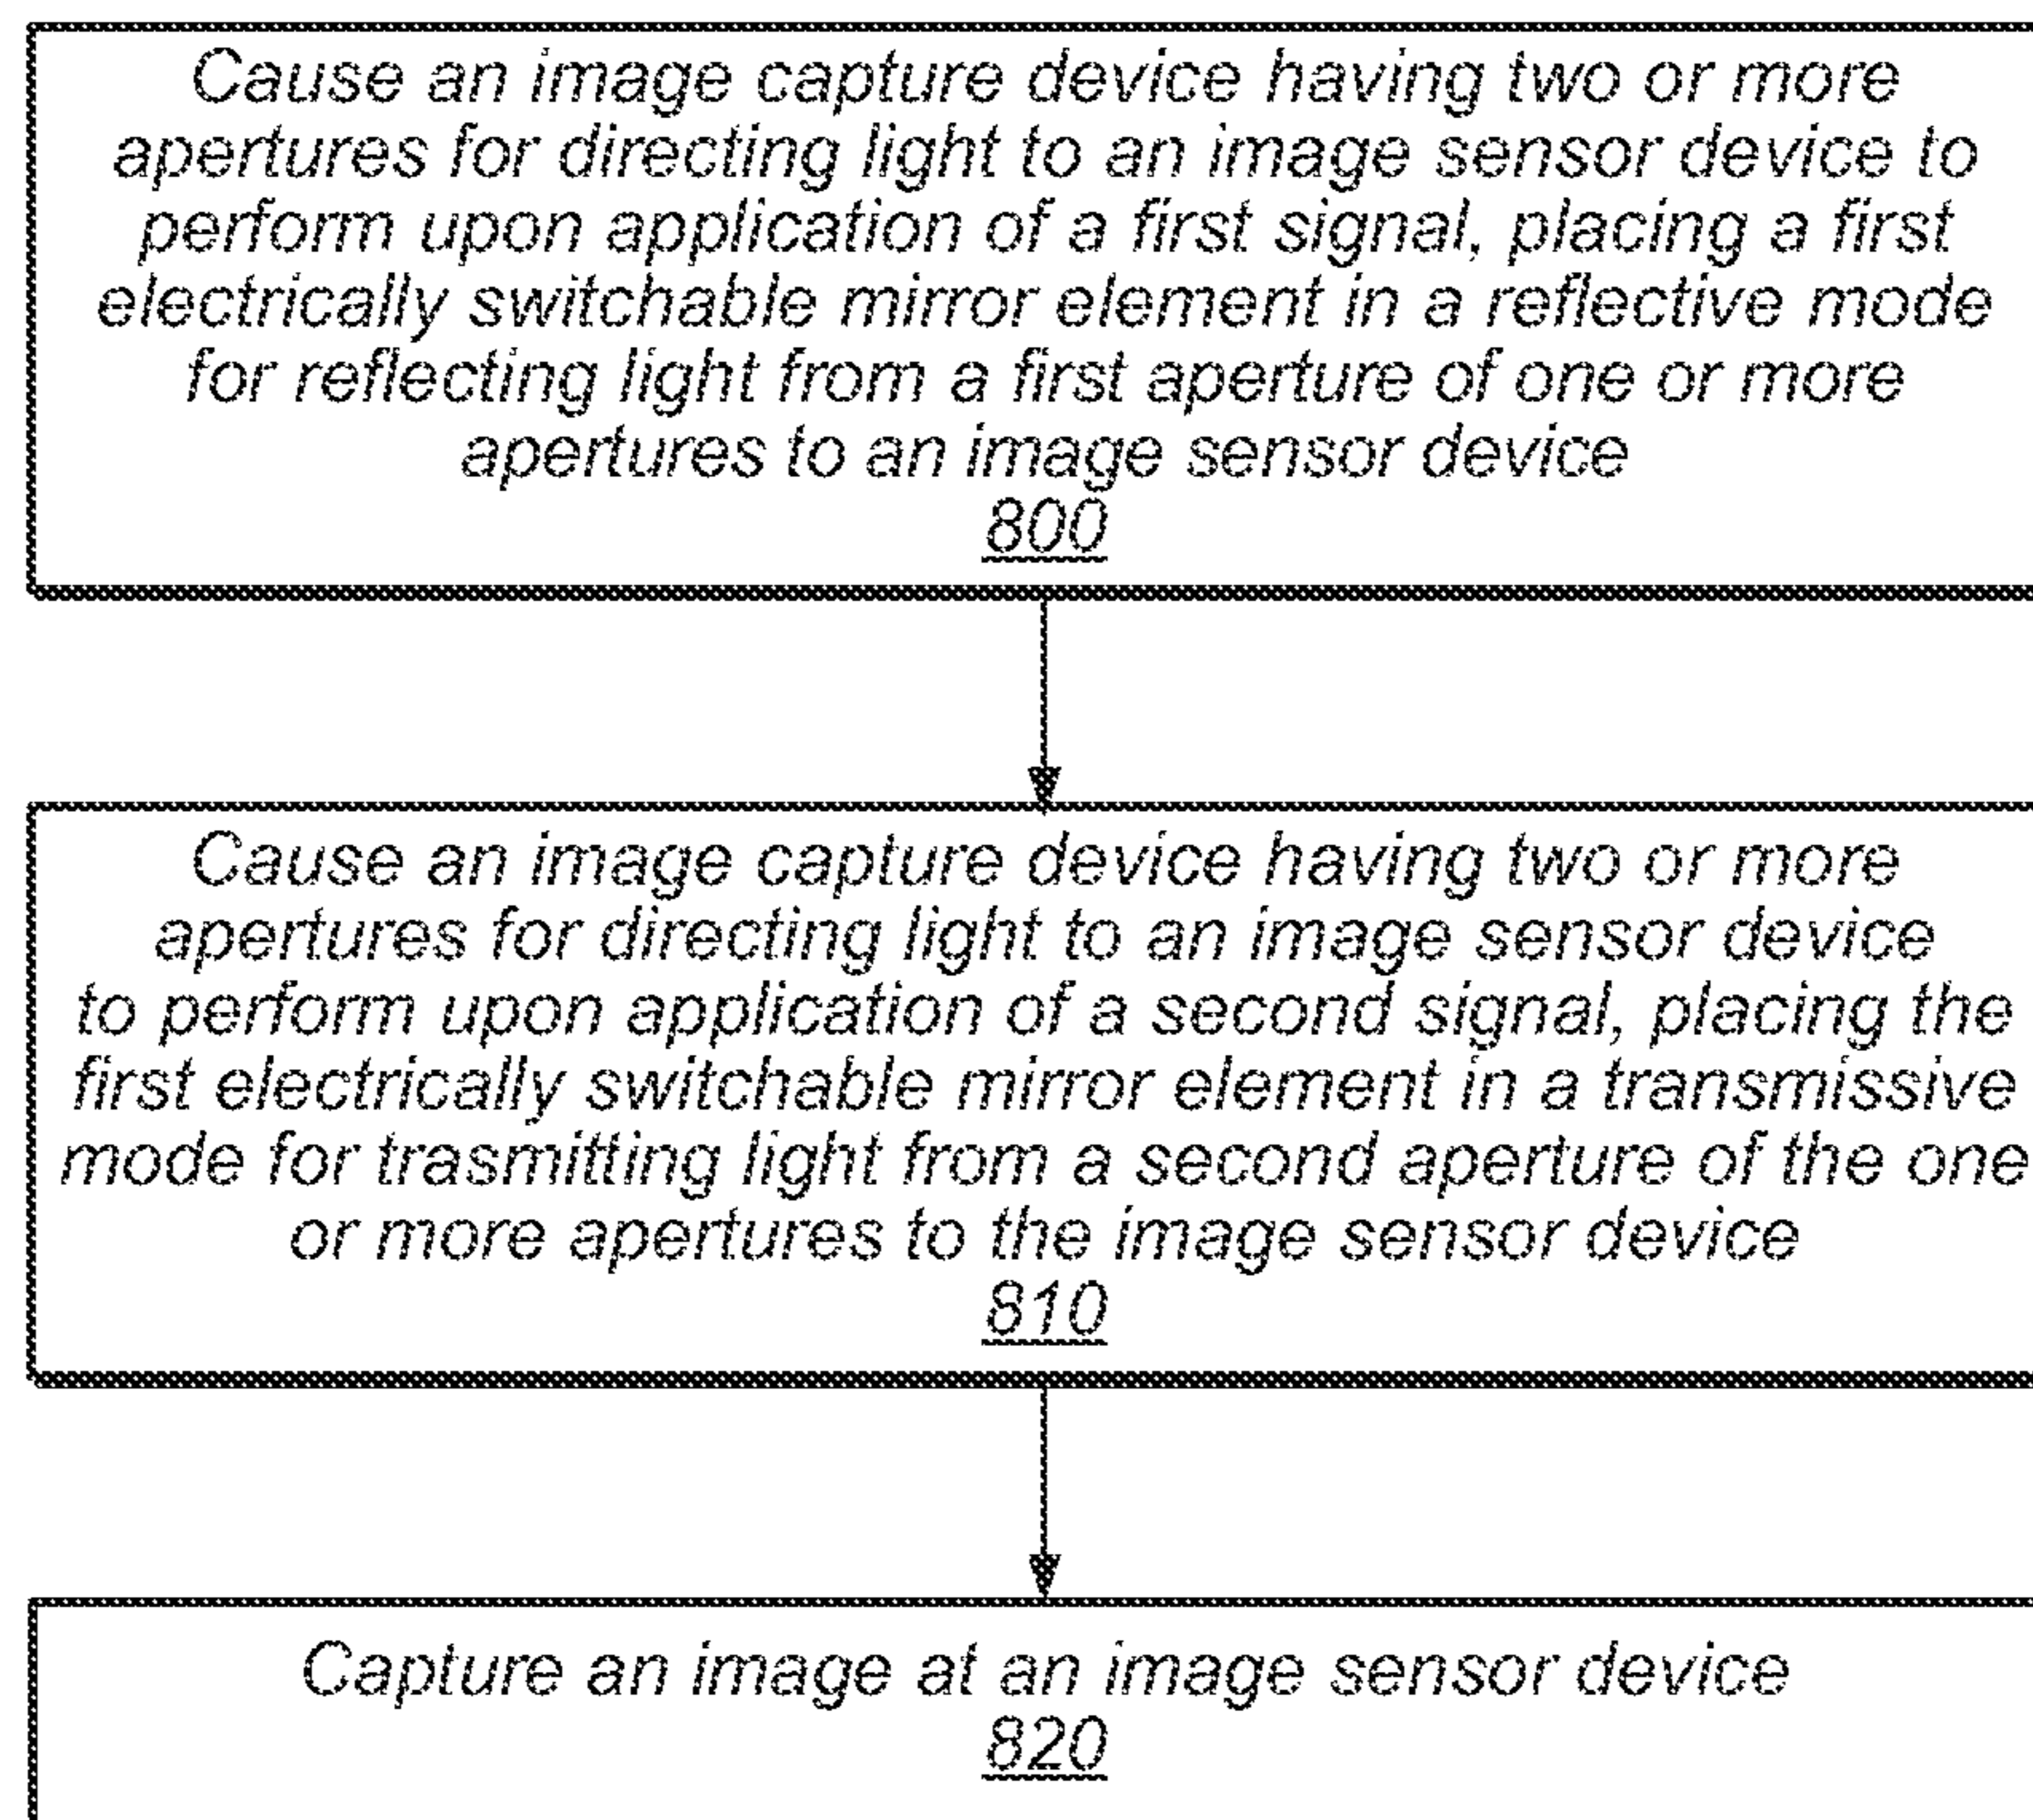 Cause an image capture device having two or more
apertures for directing light to an image sensor device to
perform upon application of a first signal, placing a first
electrically switchable mirror element in a reflective mode
for reflecting light from a first aperture of one or more
apertures to an image sensor device
800
Cause an image capture device having two or more
apertures for directing light to an image sensor device
to perform upon application of a second signal, placing the
first electrically switchable mirror element in a transmissive
mode for trasmitting light from a second aperture of the one
or more apertures to the image sensor device
810
Capture an image at an image sensor device
820